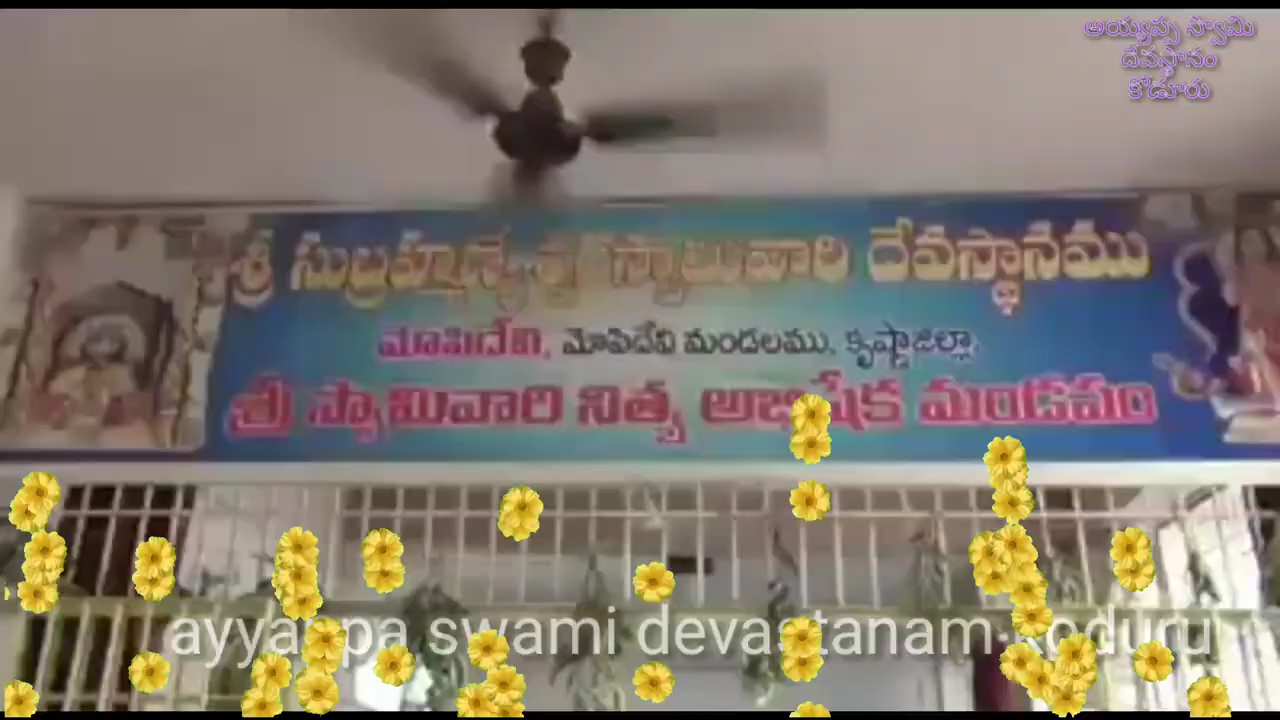 అయ్యప్ప స్వామి
దేవస్థానం
కోడూరు
శ్రీ సుబ్రహ్మణ్యేశ్వర స్వామివారి దేవస్థానము
మోపిదేవి, మోపిదేవి మండలము. కృష్ణాజిల్లా.
శ్రీ స్వామివారి నిత్య అభిషేక మండపం
ayyappa swami devastanam koduru